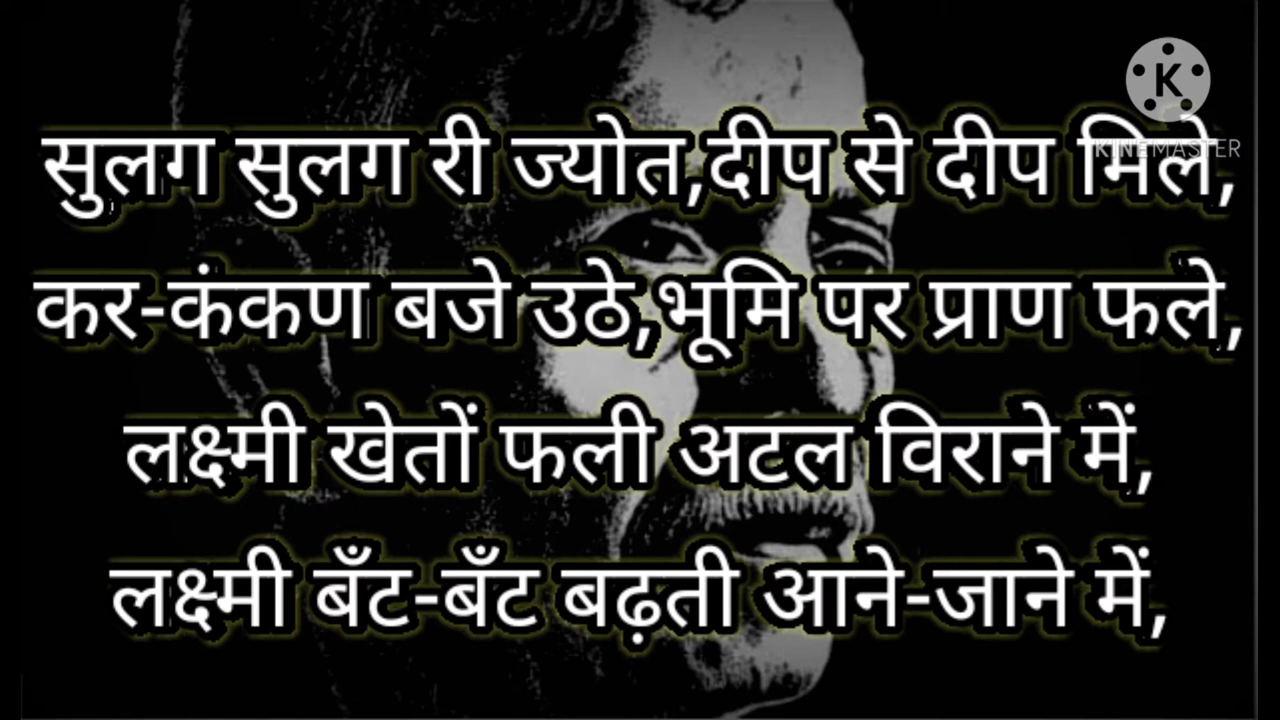 K
KINEMASTER
सुलग सुलग री ज्योत,दीप से दीप मिले,
कर-कंकण बजे उठे,भूमि पर प्राण फले,
लक्ष्मी खेतों फली अटल विराने में,
लक्ष्मी बँट-बँट बढ़ती आने-जाने में,